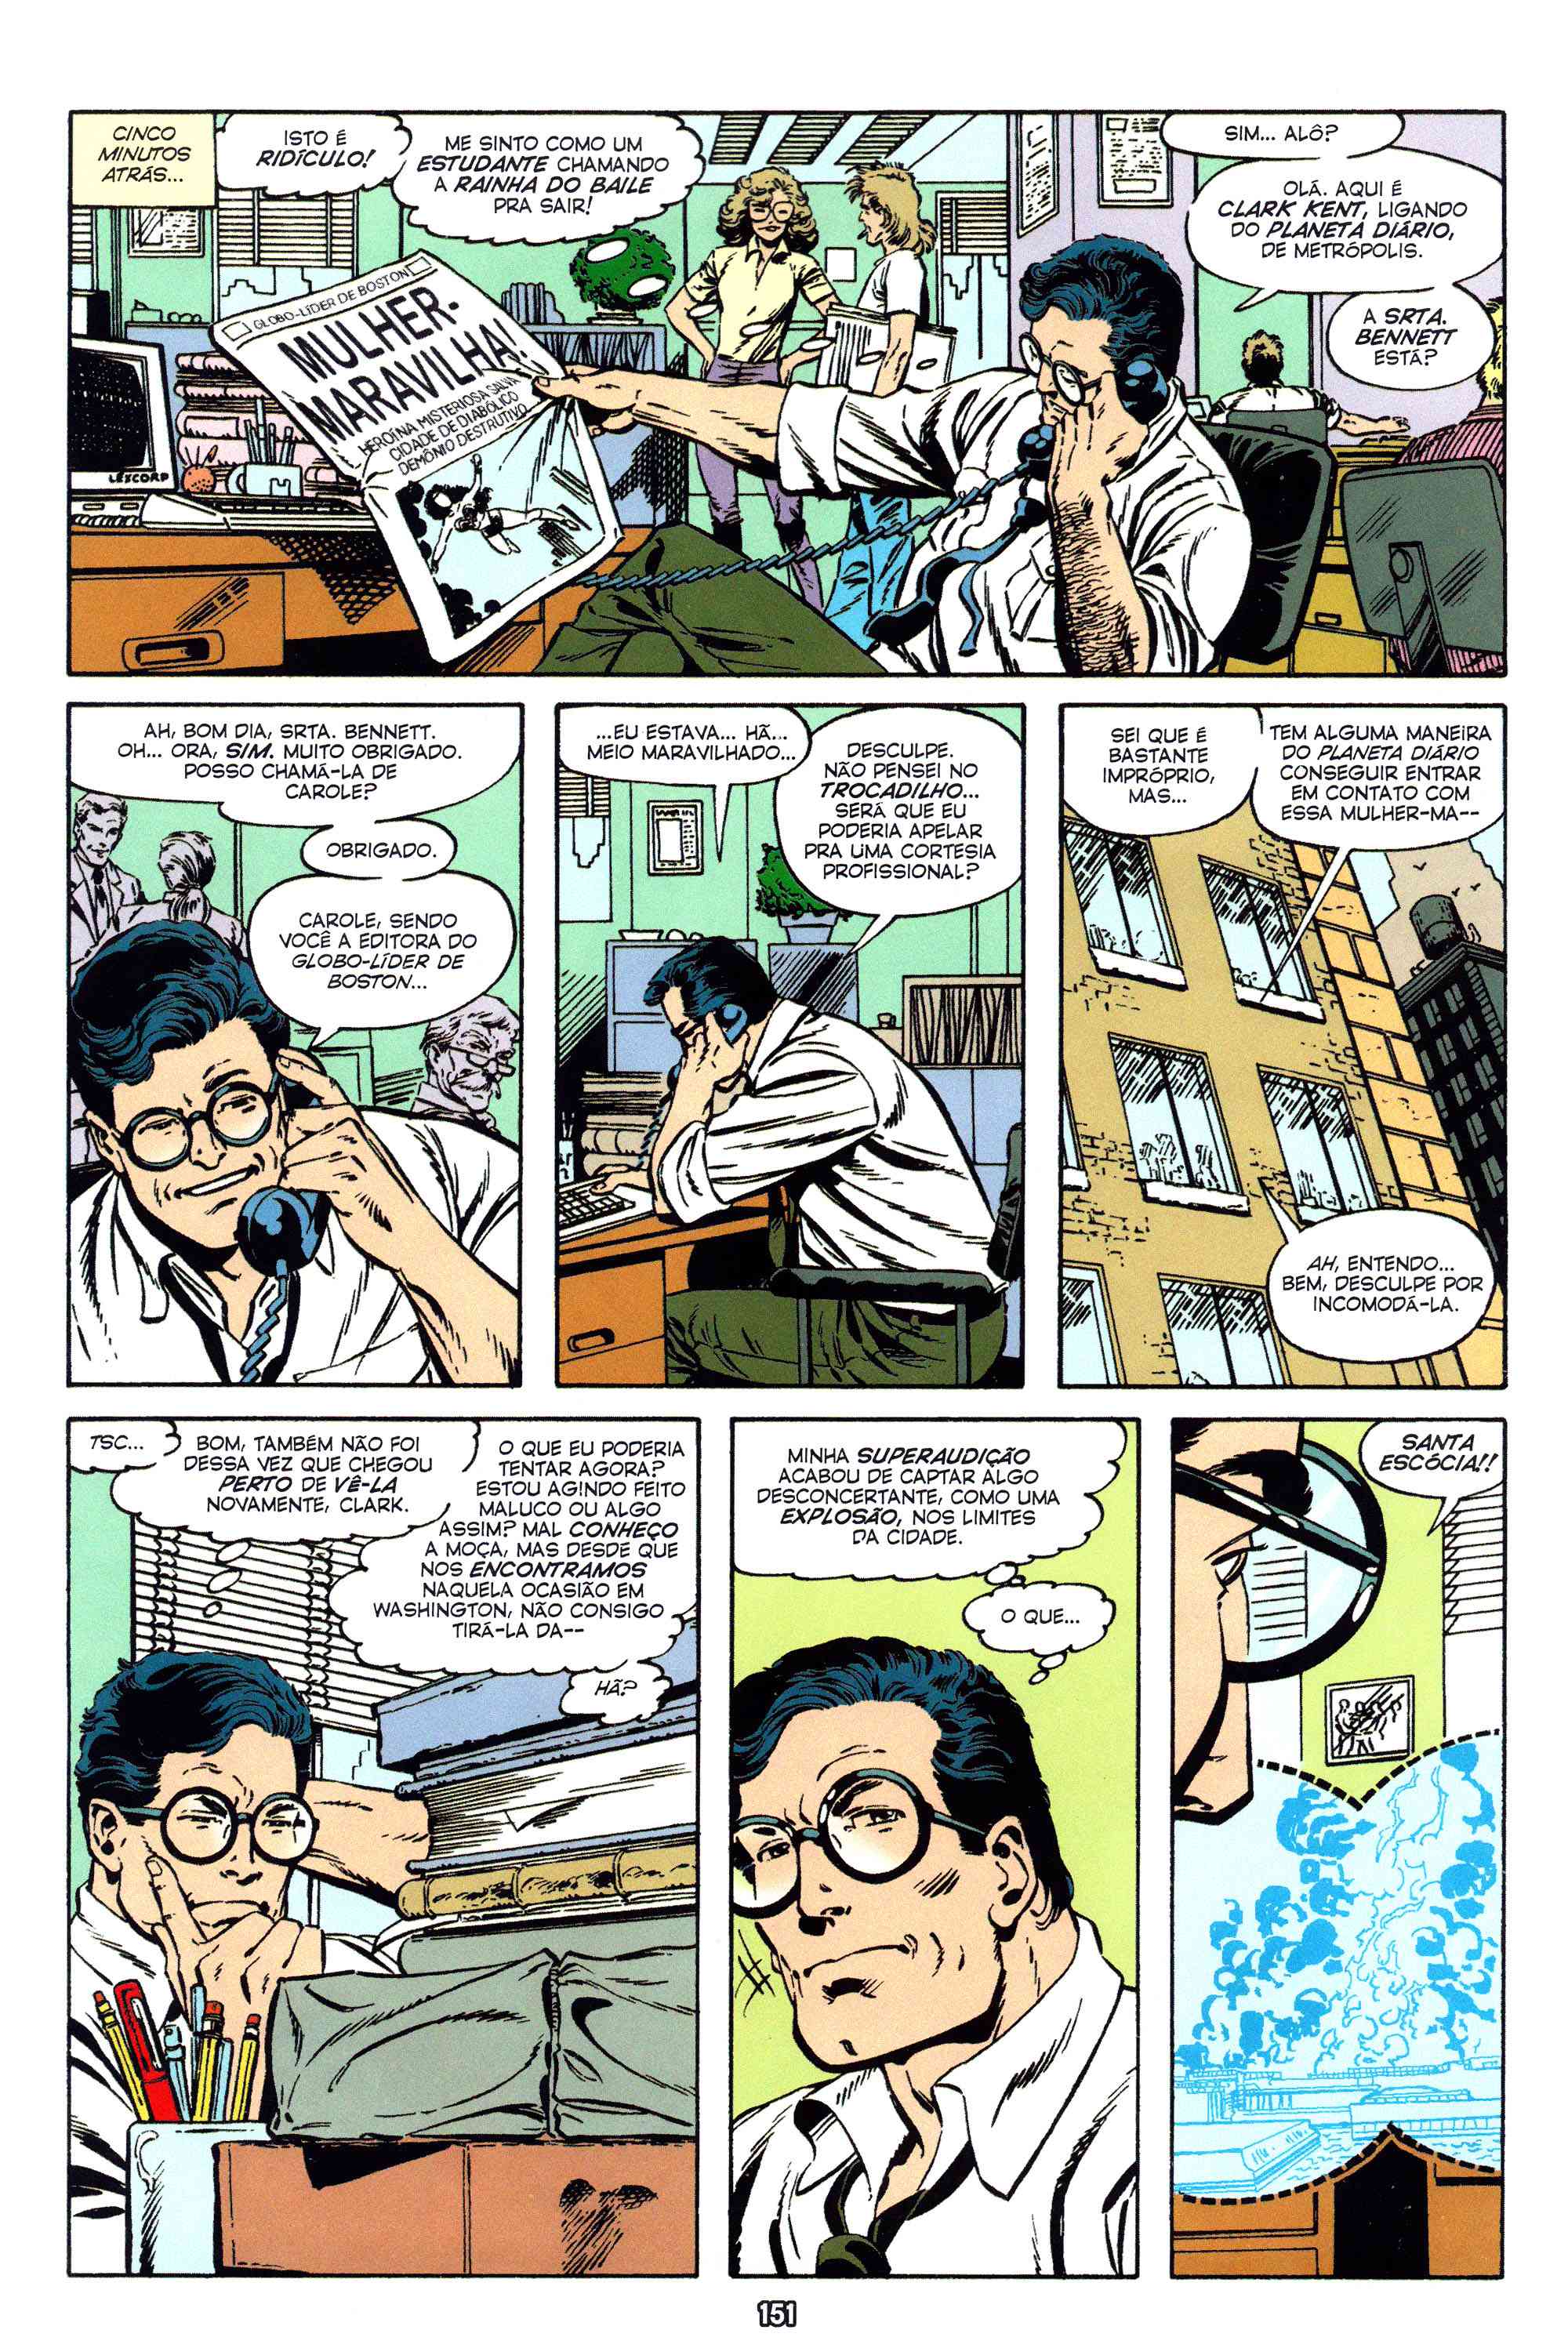 CINCO
MINUTOS
ATRÁS...
ISTO É
RIDÍCULO!
ME SINTO COMO UM
ESTUDANTE CHAMANDO
A RAINHA DO BAILE
PRA SAIR!
SIM... ALÔ?
OLÁ. AQUI É
CLARK KENT, LIGANDO
DO PLANETA DIÁRIO,
DE METRÓPOLIS.
A SRTA.
BENNETT
ESTÁ?
GLOBO-LÍDER DE BOSTON
MULHER-
MARAVILHA!
HEROÍNA MISTERIOSA SALVA
CIDADE DE DIABÓLICO
DEMÔNIO DESTRUTIVO
LEXCORP
AH, BOM DIA, SRTA. BENNETT.
OH... ORA, SIM. MUITO OBRIGADO.
POSSO CHAMÁ-LA DE
CAROLE?
OBRIGADO.
CAROLE, SENDO
VOCÊ A EDITORA DO
GLOBO-LÍDER DE
BOSTON...
...EU ESTAVA... HÃ...
MEIO MARAVILHADO...
DESCULPE.
NÃO PENSEI NO
TROCADILHO...
SERÁ QUE EU
PODERIA APELAR
PRA UMA CORTESIA
PROFISSIONAL?
SEI QUE É
BASTANTE
IMPRÓPRIO,
MAS...
TEM ALGUMA MANEIRA
DO PLANETA DIÁRIO
CONSEGUIR ENTRAR
EM CONTATO COM
ESSA MULHER-MA--
AH, ENTENDO...
BEM, DESCULPE POR
INCOMODÁ-LA.
TSC...
BOM, TAMBÉM NÃO FOI
DESSA VEZ QUE CHEGOU
PERTO DE VÊ-LA
NOVAMENTE, CLARK.
O QUE EU PODERIA
TENTAR AGORA?
ESTOU AGINDO FEITO
MALUCO OU ALGO
ASSIM? MAL CONHEÇO
A MOÇA, MAS DESDE QUE
NOS ENCONTRAMOS
NAQUELA OCASIÃO EM
WASHINGTON, NÃO CONSIGO
TIRÁ-LA DA--
HÃ?
MINHA SUPERAUDIÇÃO
ACABOU DE CAPTAR ALGO
DESCONCERTANTE, COMO UMA
EXPLOSÃO, NOS LIMITES
DA CIDADE.
O QUE...
SANTA
ESCÓCIA!!
151